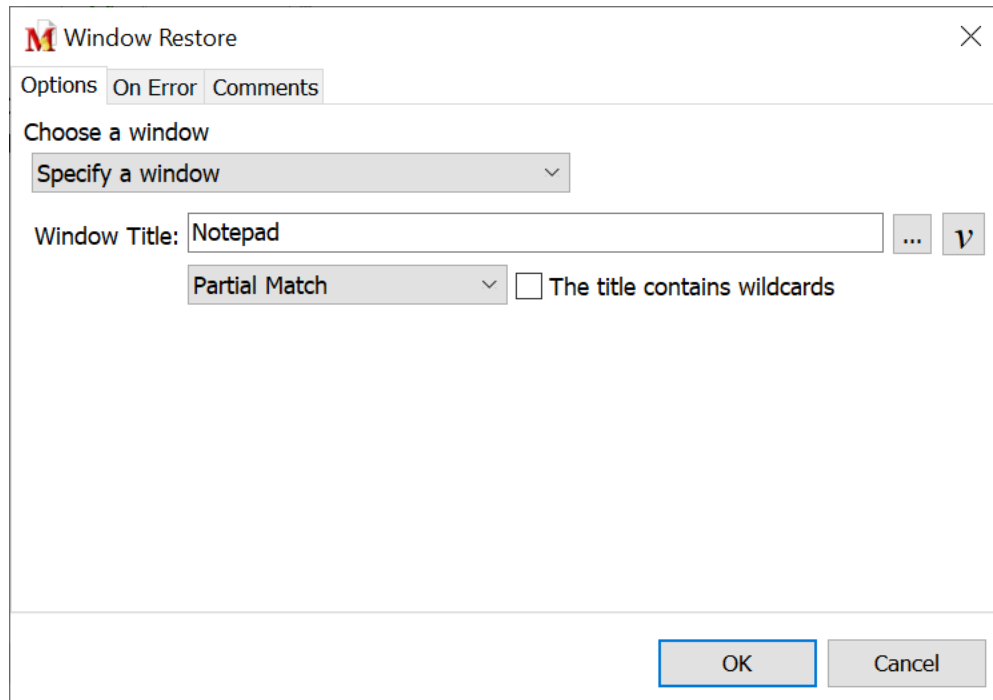 Window Restore
Options On Error Comments
Choose a window
Specify a window
Window Title: Notepad ... v
Partial Match The title contains wildcards
OK Cancel